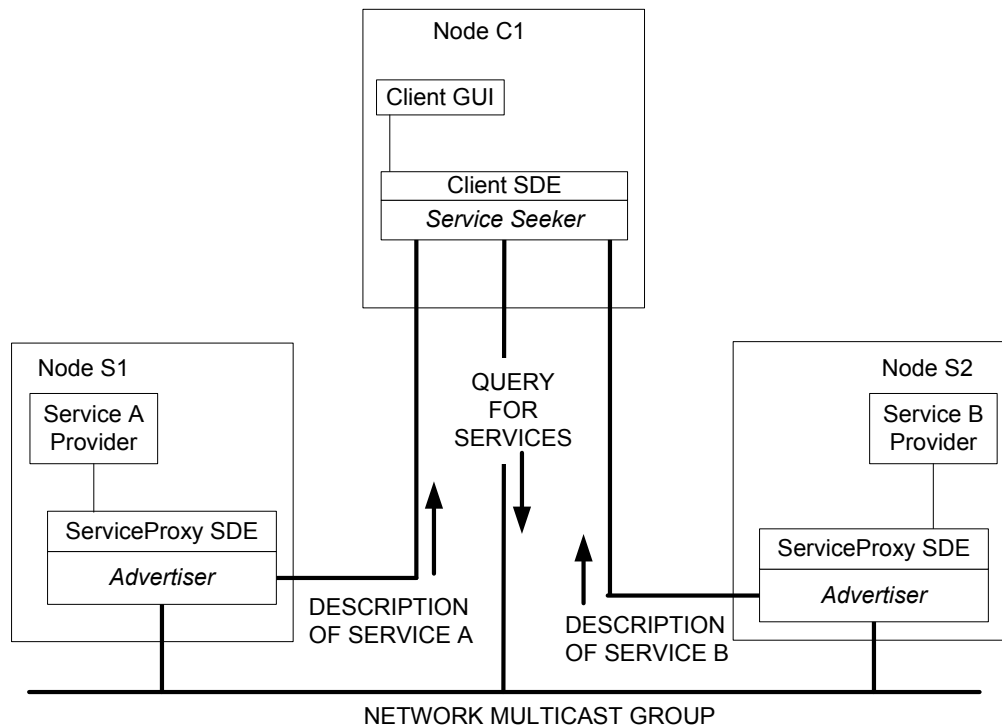 Node C1
Client GUI
Client SDE
Service Seeker
Node S1
Service A
Provider
ServiceProxy SDE
Advertiser
QUERY
FOR
SERVICES
DESCRIPTION
OF SERVICE A
DESCRIPTION
OF SERVICE B
Node S2
Service B
Provider
ServiceProxy SDE
Advertiser
NETWORK MULTICAST GROUP